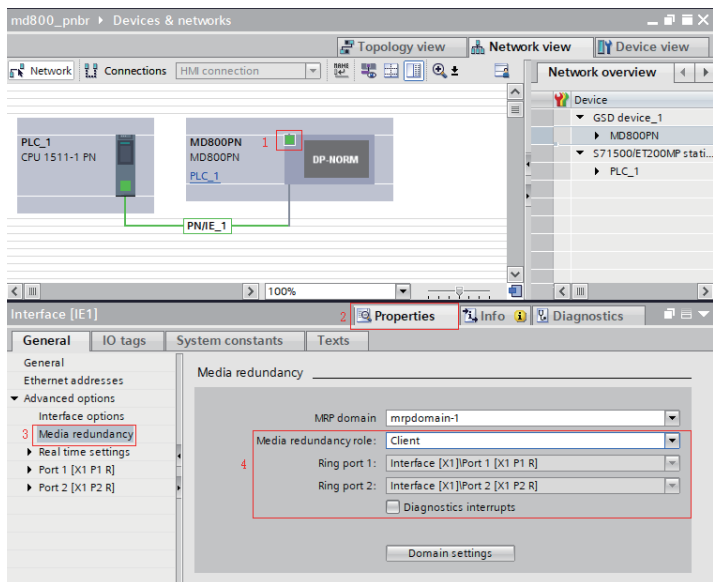 md800_pnbr ▸ Devices & networks
Topology view
Network view
Device view
Network
Connections
HMI connection
Network overview
Device
GSD device_1
MD800PN
S71500/ET200MP stati...
PLC_1
PLC_1
CPU 1511-1 PN
MD800PN
MD800PN
PLC_1
1
DP-NORM
PN/IE_1
100%
Interface [IE1]
2
Properties
Info
Diagnostics
General
IO tags
System constants
Texts
General
Ethernet addresses
Advanced options
Interface options
3 Media redundancy
Real time settings
Port 1 [X1 P1 R]
Port 2 [X1 P2 R]
Media redundancy
MRP domain mrpdomain-1
Media redundancy role: Client
4
Ring port 1: Interface [X1]\Port 1 [X1 P1 R]
Ring port 2: Interface [X1]\Port 2 [X1 P2 R]
Diagnostics interrupts
Domain settings